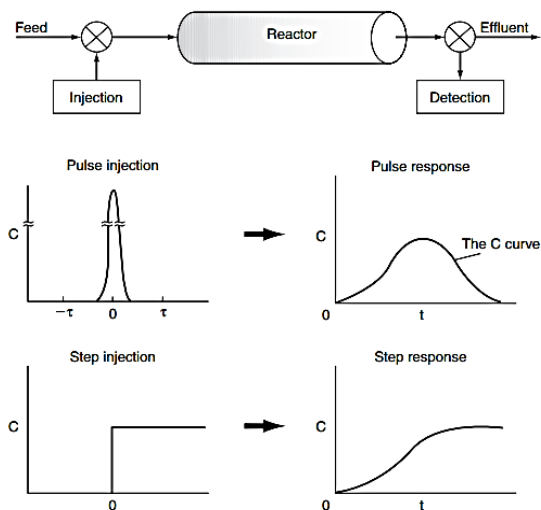 Feed
Reactor
Effluent
Injection
Detection
Pulse injection
Pulse response
C
−τ
0
τ
C
The C curve
0
t
Step injection
Step response
C
0
C
0
t